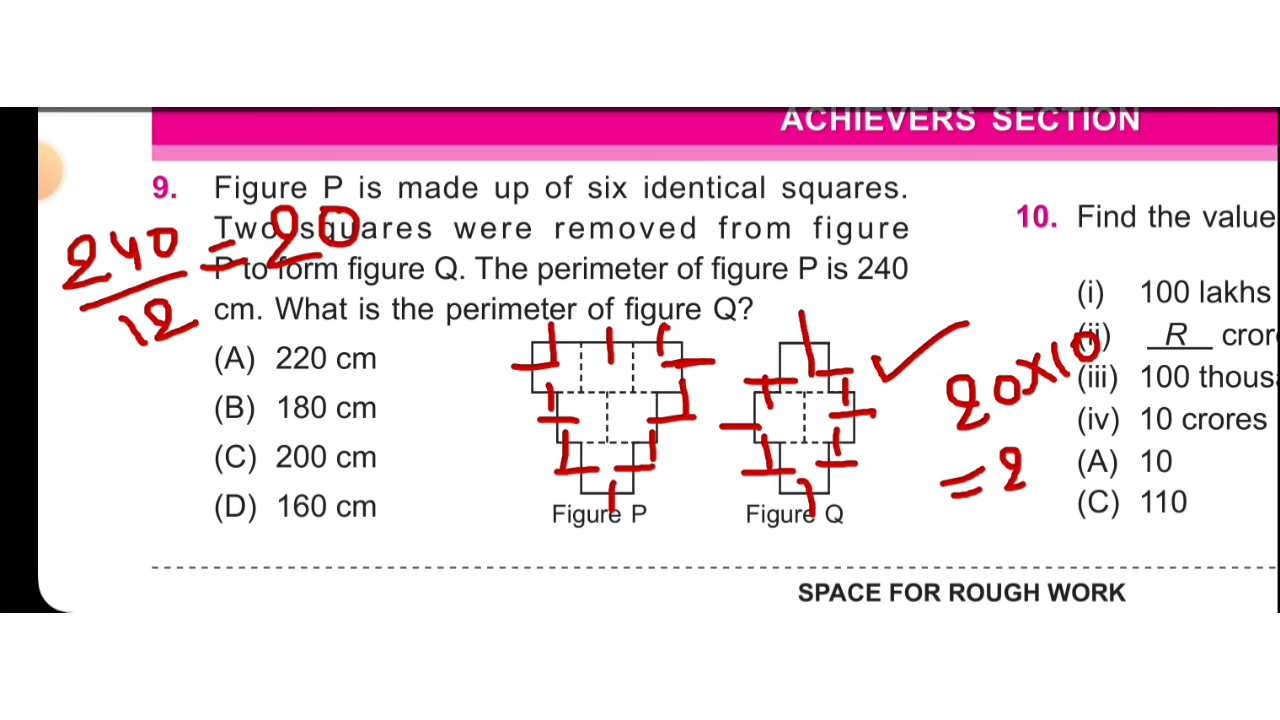 ACHIEVERS SECTION
9. Figure P is made up of six identical squares.
Two squares were removed from figure
P to form figure Q. The perimeter of figure P is 240
cm. What is the perimeter of figure Q?
(A) 220 cm
(B) 180 cm
(C) 200 cm
(D) 160 cm
240/12 = 20
Figure P
Figure Q
20×10
= 2
10. Find the value
(i) 100 lakhs
(ii) R cror
(iii) 100 thous
(iv) 10 crores
(A) 10
(C) 110
SPACE FOR ROUGH WORK